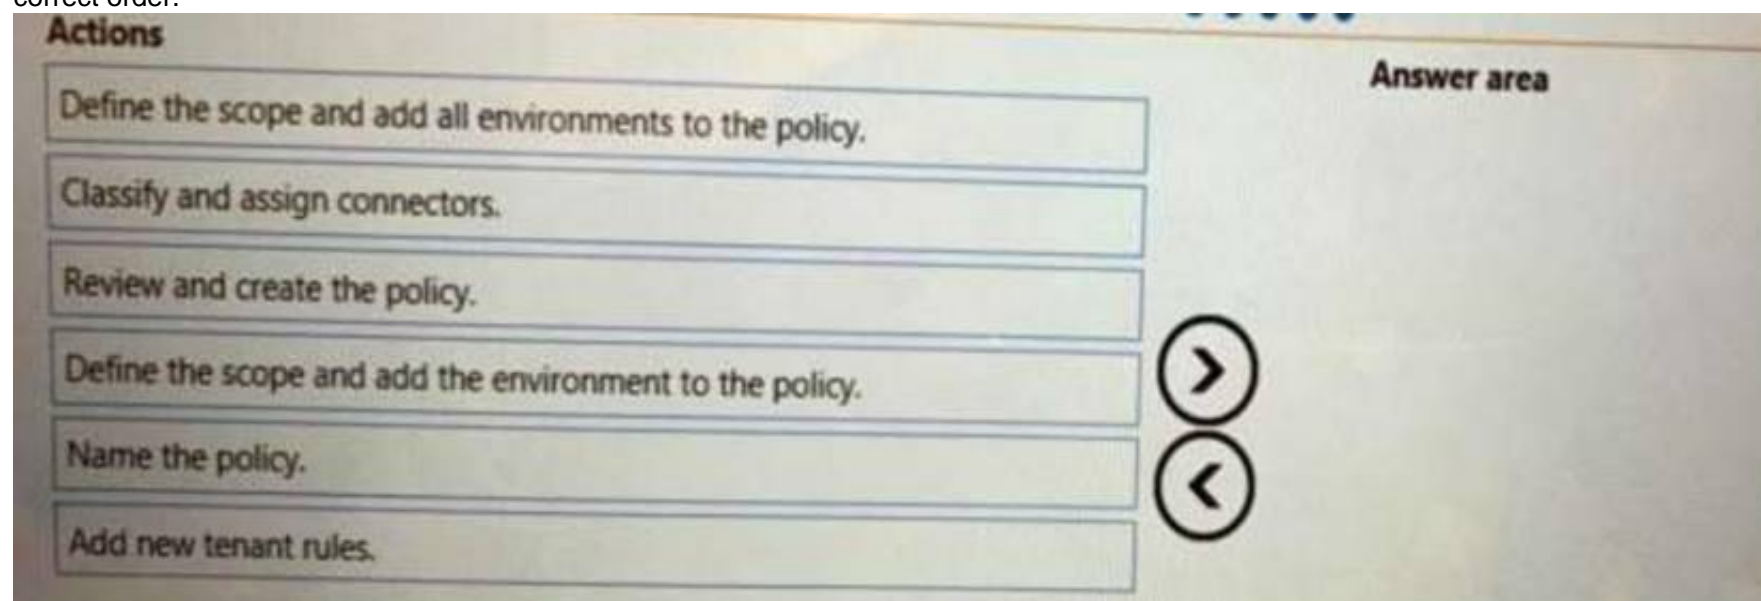 correct order.
Actions
Answer area
Define the scope and add all environments to the policy.
Classify and assign connectors.
Review and create the policy.
Define the scope and add the environment to the policy.
Name the policy.
Add new tenant rules.